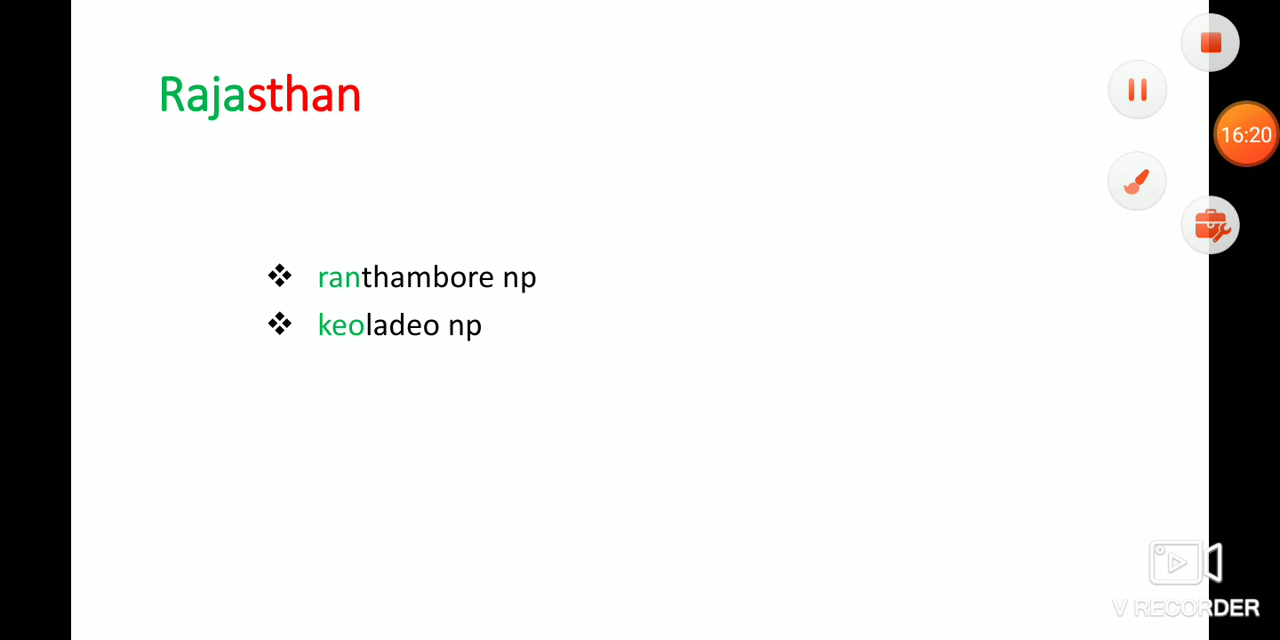 Rajasthan
16:20
❖ ranthambore np
❖ keoladeo np
V RECORDER